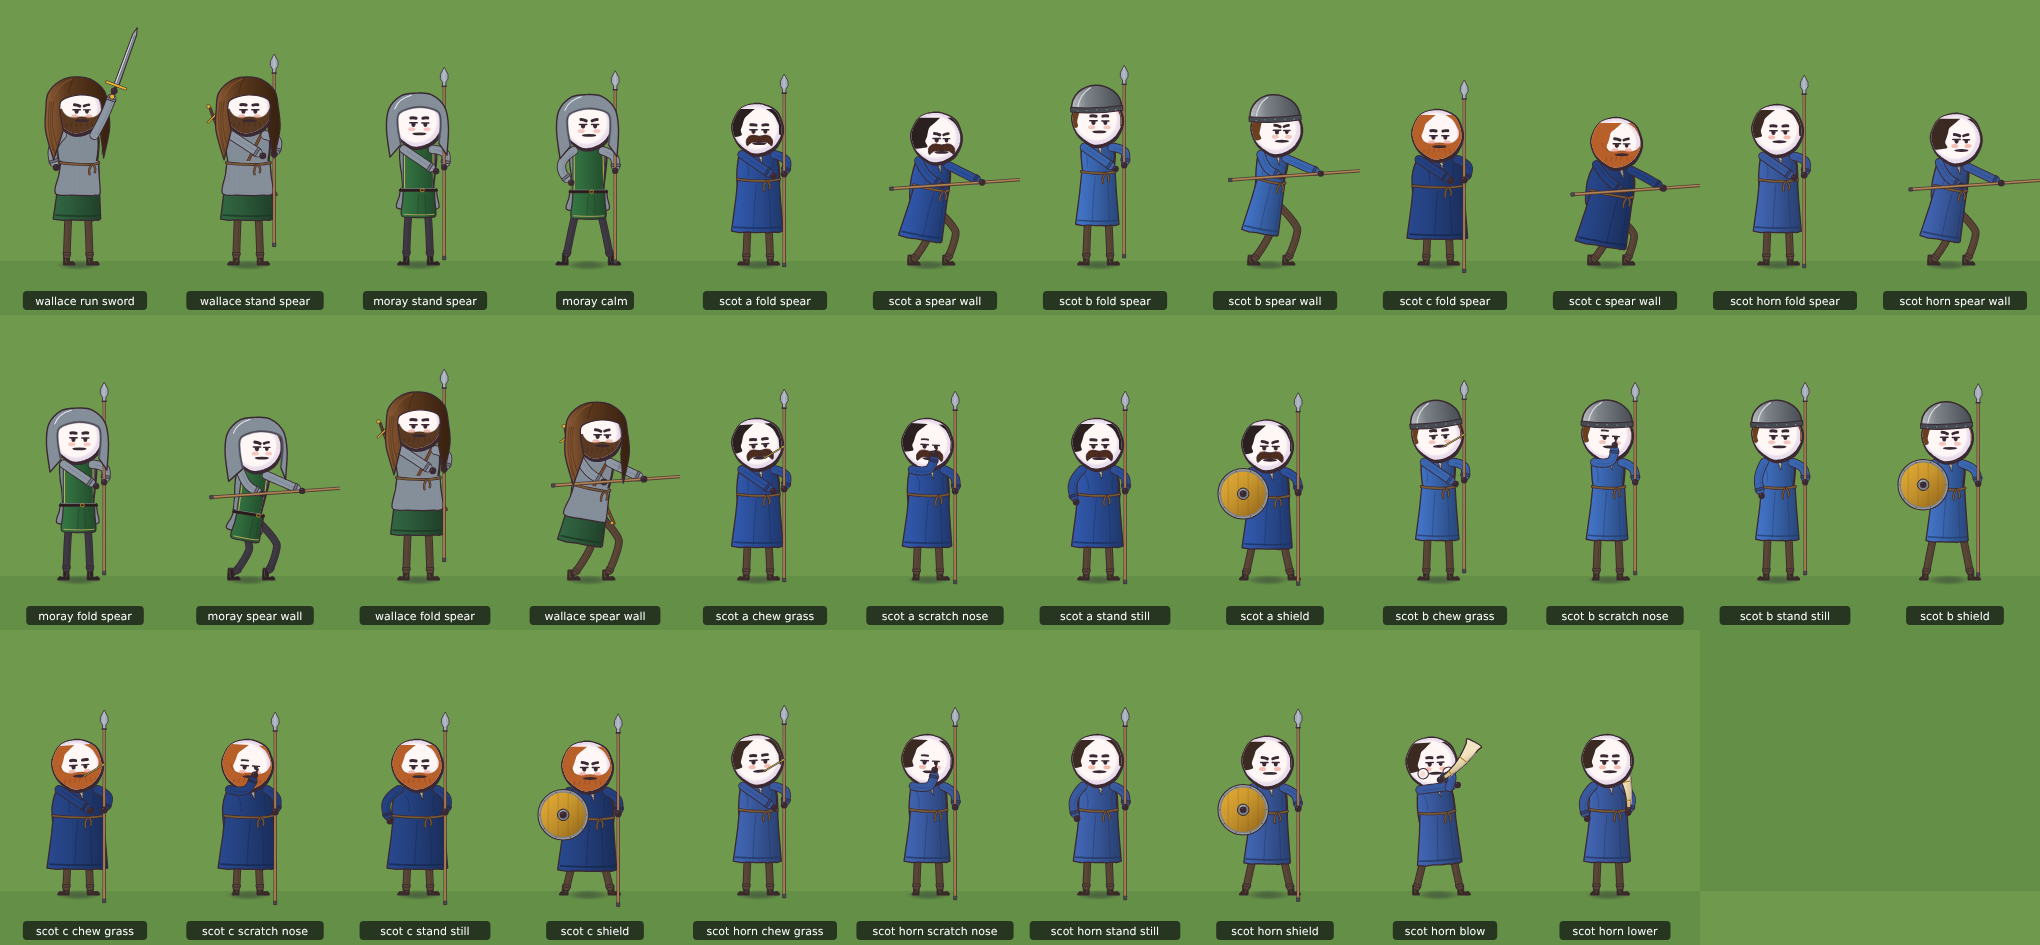 wallace run sword
wallace stand spear
moray stand spear
moray calm
scot a fold spear
scot a spear wall
scot b fold spear
scot b spear wall
scot c fold spear
scot c spear wall
scot horn fold spear
scot horn spear wall
moray fold spear
moray spear wall
wallace fold spear
wallace spear wall
scot a chew grass
scot a scratch nose
scot a stand still
scot a shield
scot b chew grass
scot b scratch nose
scot b stand still
scot b shield
scot c chew grass
scot c scratch nose
scot c stand still
scot c shield
scot horn chew grass
scot horn scratch nose
scot horn stand still
scot horn shield
scot horn blow
scot horn lower